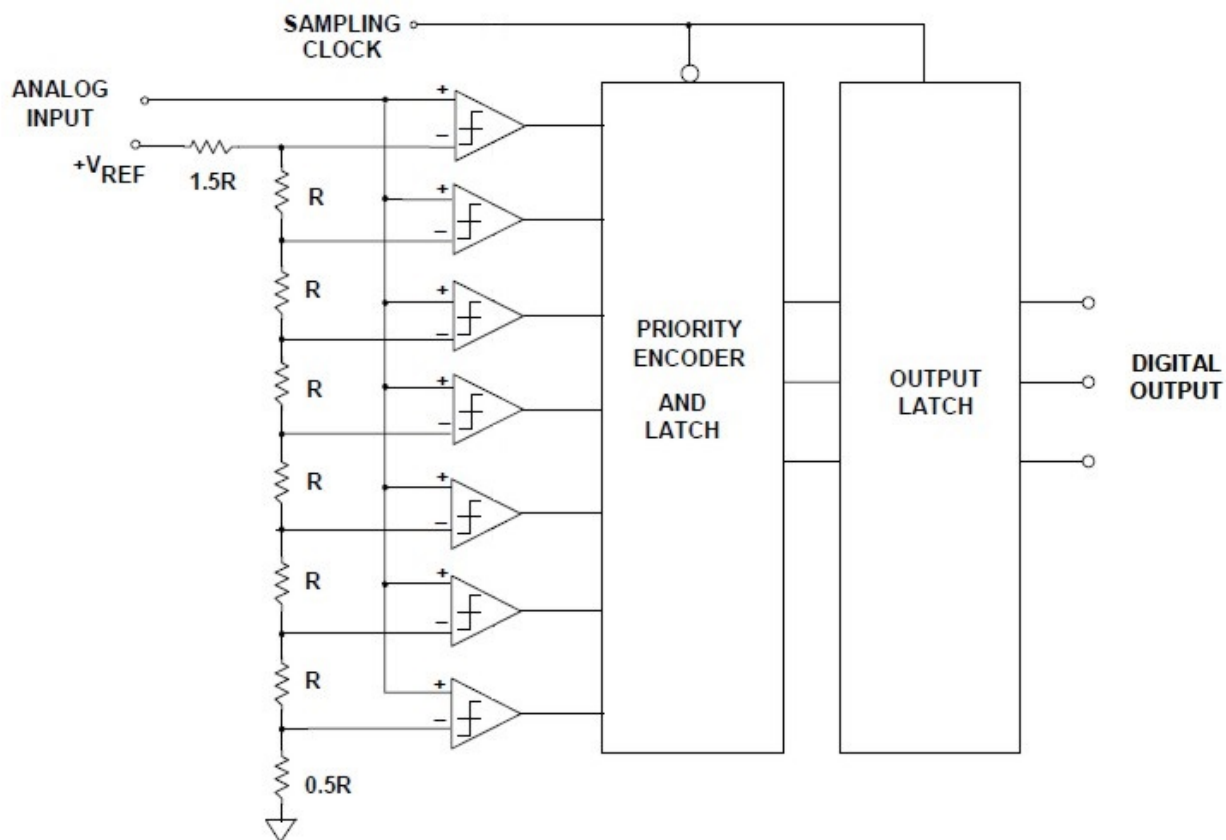 SAMPLING
CLOCK
ANALOG
INPUT
+VREF
1.5R
R
R
R
R
R
R
0.5R
+
−
+
−
+
−
+
−
+
−
+
−
+
−
PRIORITY
ENCODER
AND
LATCH
OUTPUT
LATCH
DIGITAL
OUTPUT